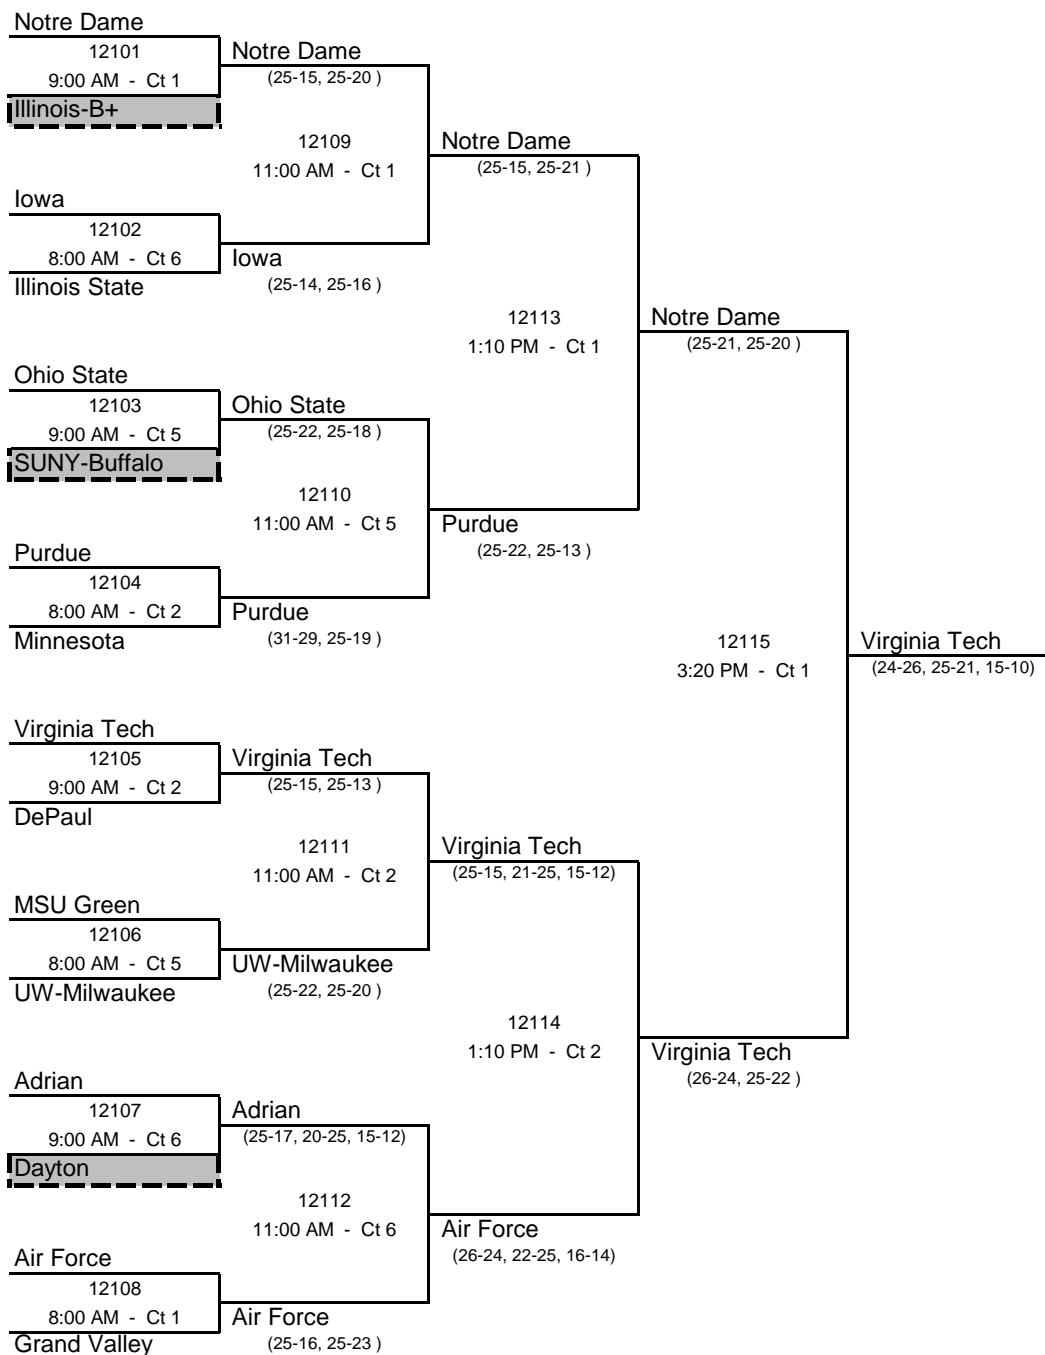 Notre Dame
12101
9:00 AM - Ct 1
Illinois-B+
Notre Dame
(25-15, 25-20 )
12109
11:00 AM - Ct 1
Iowa
12102
8:00 AM - Ct 6
Illinois State
Iowa
(25-14, 25-16 )
Notre Dame
(25-15, 25-21 )
12113
1:10 PM - Ct 1
Ohio State
12103
9:00 AM - Ct 5
SUNY-Buffalo
Ohio State
(25-22, 25-18 )
12110
11:00 AM - Ct 5
Purdue
12104
8:00 AM - Ct 2
Minnesota
Purdue
(31-29, 25-19 )
Purdue
(25-22, 25-13 )
Notre Dame
(25-21, 25-20 )
12115
3:20 PM - Ct 1
Virginia Tech
(24-26, 25-21, 15-10)
Virginia Tech
12105
9:00 AM - Ct 2
DePaul
Virginia Tech
(25-15, 25-13 )
12111
11:00 AM - Ct 2
MSU Green
12106
8:00 AM - Ct 5
UW-Milwaukee
UW-Milwaukee
(25-22, 25-20 )
Virginia Tech
(25-15, 21-25, 15-12)
12114
1:10 PM - Ct 2
Virginia Tech
(26-24, 25-22 )
Adrian
12107
9:00 AM - Ct 6
Dayton
Adrian
(25-17, 20-25, 15-12)
12112
11:00 AM - Ct 6
Air Force
(26-24, 22-25, 16-14)
Air Force
12108
8:00 AM - Ct 1
Grand Valley
Air Force
(25-16, 25-23 )